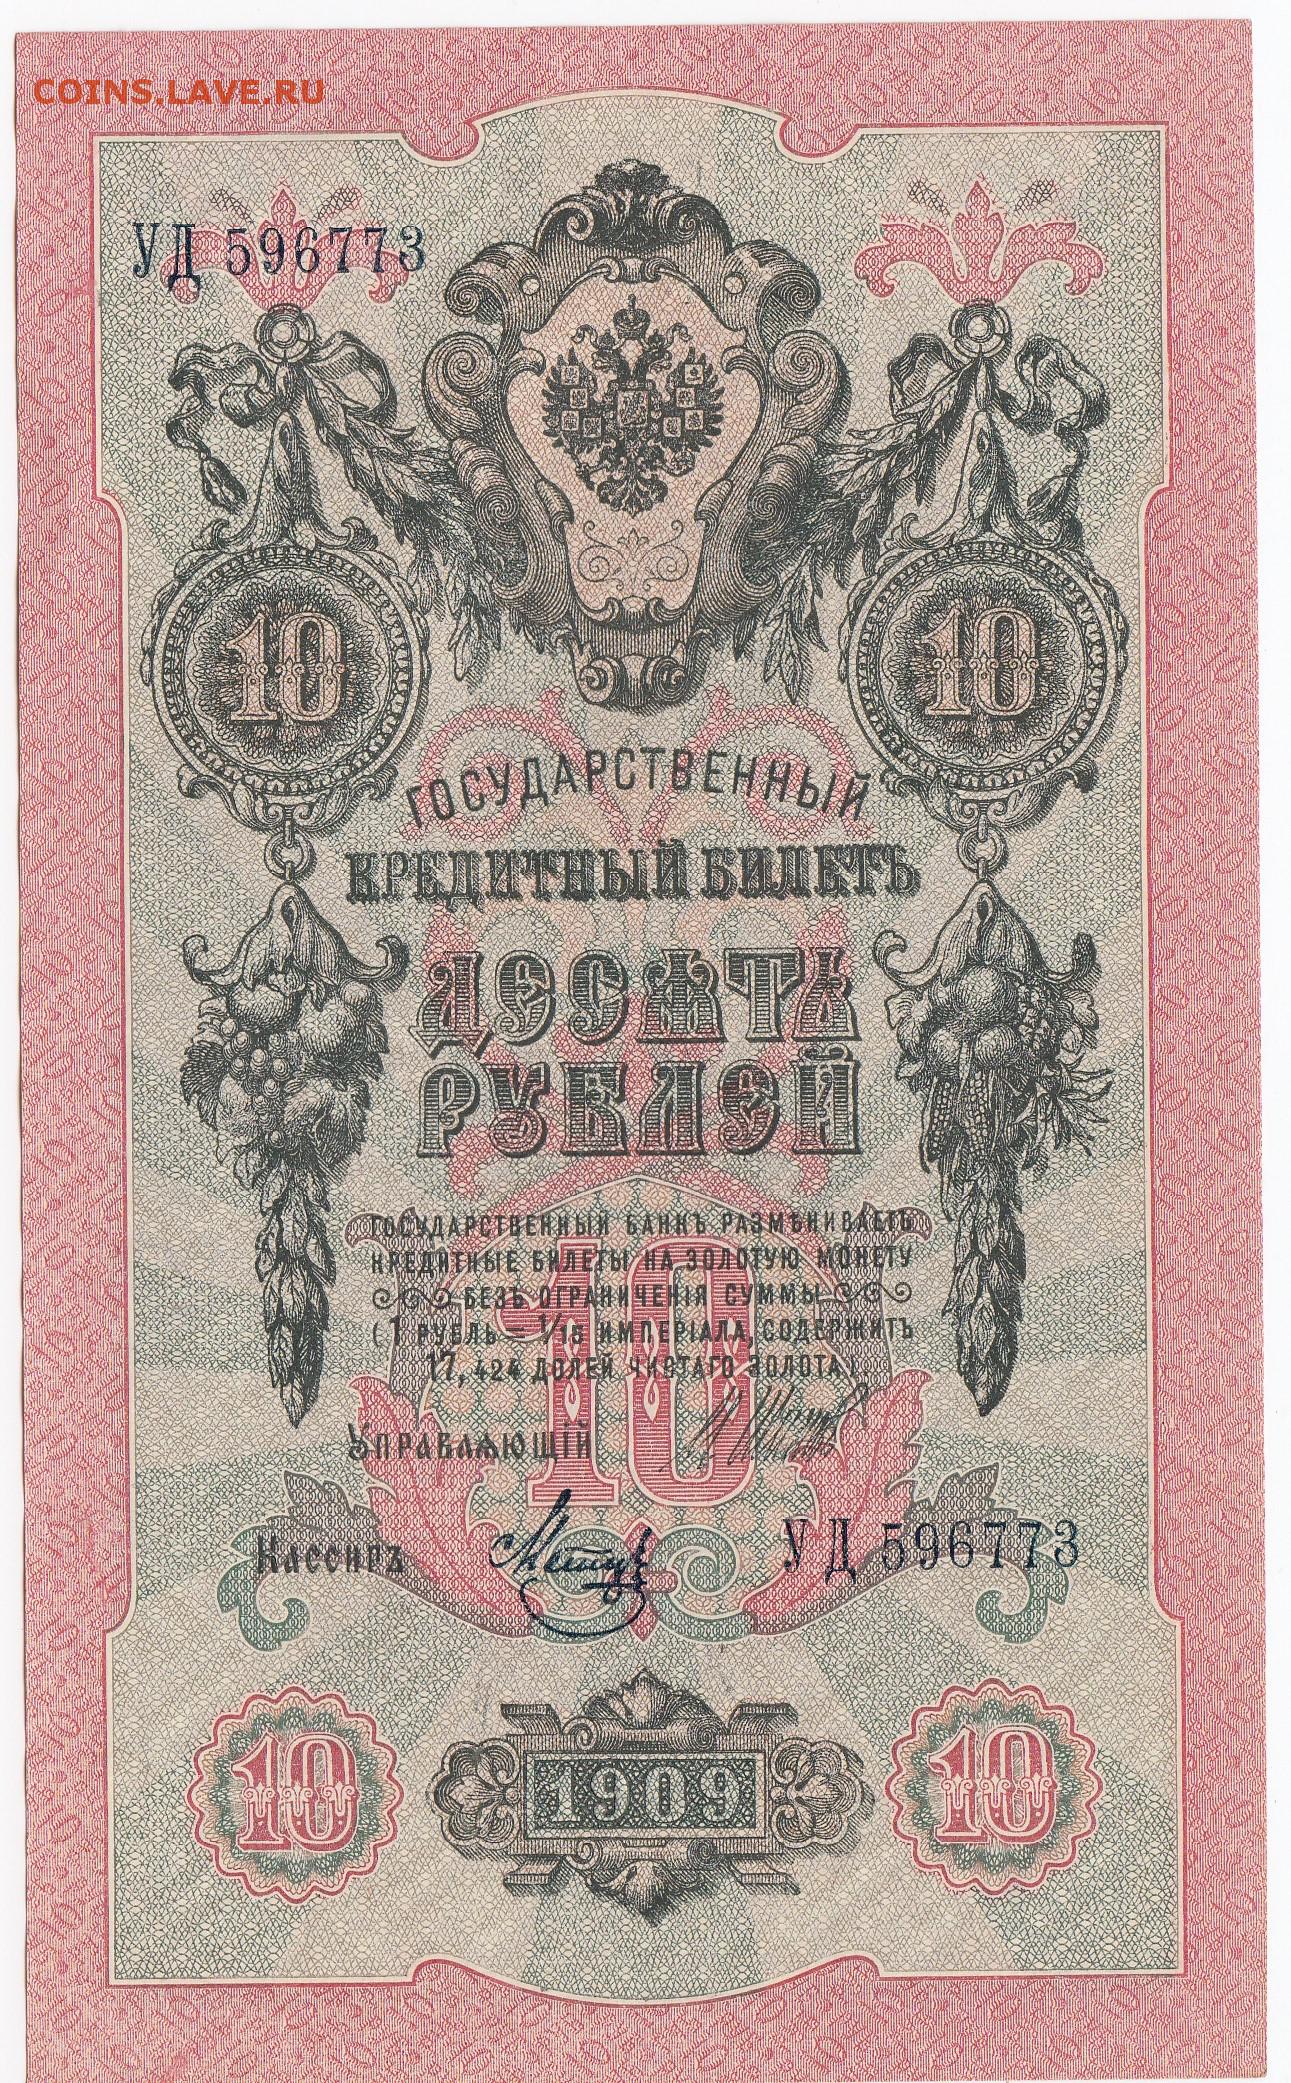 COINS.LAVE.RU
УД 596773
10 10
ГОСУДАРСТВЕННЫЙ
КРЕДИТНЫЙ БИЛЕТЪ
ДЕСѦТЬ
РУБЛЕЙ
ГОСУДАРСТВЕННЫЙ БАНКЪ РАЗМѢНИВАЕТЪ
КРЕДИТНЫЕ БИЛЕТЫ НА ЗОЛОТУЮ МОНЕТУ
БЕЗЪ ОГРАНИЧЕНІЯ СУММЫ
(1 РУБЛЬ = 1/15 ИМПЕРІАЛА, СОДЕРЖИТЪ
17,424 ДОЛЕЙ ЧИСТАГО ЗОЛОТА)
10
УПРАВЛѦЮЩІЙ
Кассиръ
УД 596773
10 1909 10